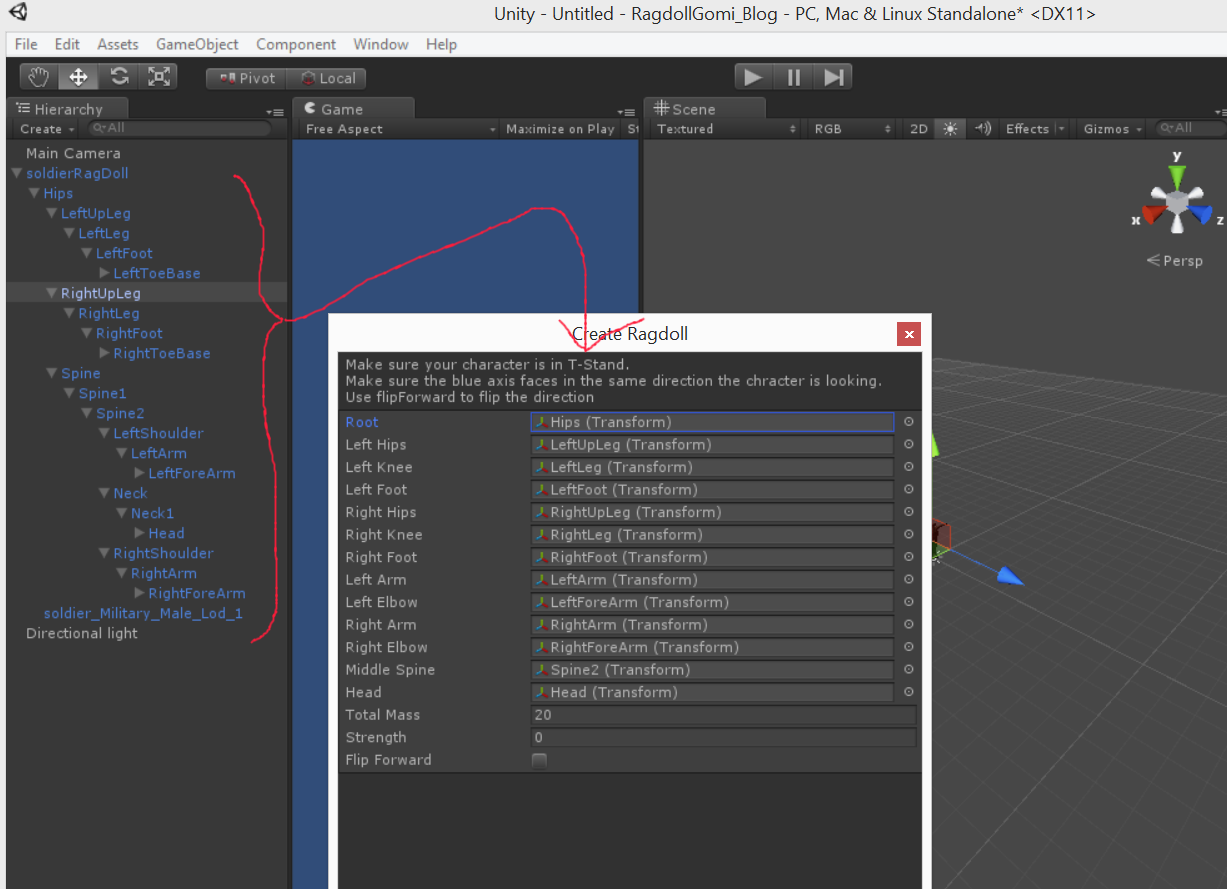 Unity - Untitled - RagdollGomi_Blog - PC, Mac & Linux Standalone* <DX11>
File Edit Assets GameObject Component Window Help
Pivot Local
Hierarchy
Create All
Main Camera
soldierRagDoll
Hips
LeftUpLeg
LeftLeg
LeftFoot
LeftToeBase
RightUpLeg
RightLeg
RightFoot
RightToeBase
Spine
Spine1
Spine2
LeftShoulder
LeftArm
LeftForeArm
Neck
Neck1
Head
RightShoulder
RightArm
RightForeArm
soldier_Military_Male_Lod_1
Directional light
Game
Free Aspect Maximize on Play St
Scene
Textured RGB 2D Effects Gizmos All
y
x z
Persp
Create Ragdoll
x
Make sure your character is in T-Stand.
Make sure the blue axis faces in the same direction the chracter is looking.
Use flipForward to flip the direction
Root Hips (Transform)
Left Hips LeftUpLeg (Transform)
Left Knee LeftLeg (Transform)
Left Foot LeftFoot (Transform)
Right Hips RightUpLeg (Transform)
Right Knee RightLeg (Transform)
Right Foot RightFoot (Transform)
Left Arm LeftArm (Transform)
Left Elbow LeftForeArm (Transform)
Right Arm RightArm (Transform)
Right Elbow RightForeArm (Transform)
Middle Spine Spine2 (Transform)
Head Head (Transform)
Total Mass 20
Strength 0
Flip Forward